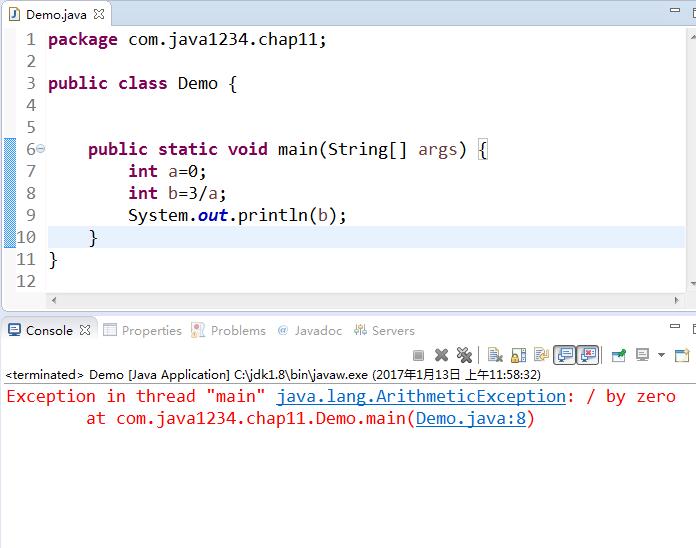 Demo.java
1 package com.java1234.chap11;
2
3 public class Demo {
4
5
6 public static void main(String[] args) {
7 int a=0;
8 int b=3/a;
9 System.out.println(b);
10 }
11 }
12
Console Properties Problems @ Javadoc Servers
<terminated> Demo [Java Application] C:\jdk1.8\bin\javaw.exe (2017年1月13日 上午11:58:32)
Exception in thread "main" java.lang.ArithmeticException: / by zero
at com.java1234.chap11.Demo.main(Demo.java:8)